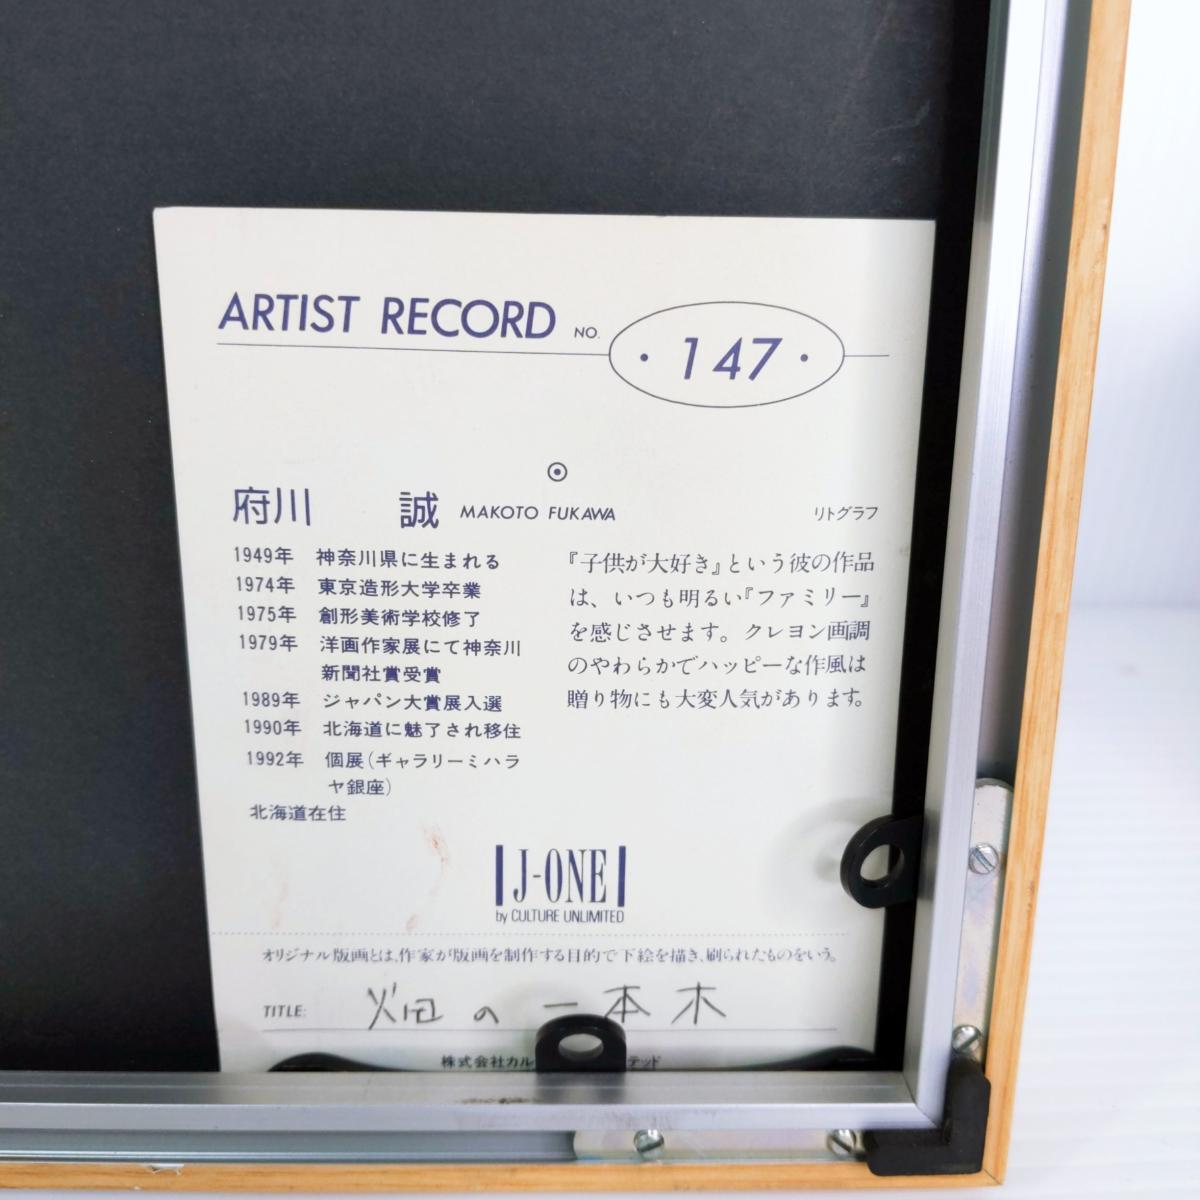 ARTIST RECORD NO. ・147・
府川 誠 MAKOTO FUKAWA リトグラフ
1949年 神奈川県に生まれる
1974年 東京造形大学卒業
1975年 創形美術学校修了
1979年 洋画作家展にて神奈川
新聞社賞受賞
1989年 ジャパン大賞展入選
1990年 北海道に魅了され移住
1992年 個展(ギャラリーミハラ
ヤ銀座)
北海道在住
『子供が大好き』という彼の作品
は、いつも明るい『ファミリー』
を感じさせます。クレヨン画調
のやわらかでハッピーな作風は
贈り物にも大変人気があります。
J-ONE
by CULTURE UNLIMITED
オリジナル版画とは、作家が版画を制作する目的で下絵を描き、刷られたものをいう。
TITLE: 畑の一本木
株式会社カル テッド